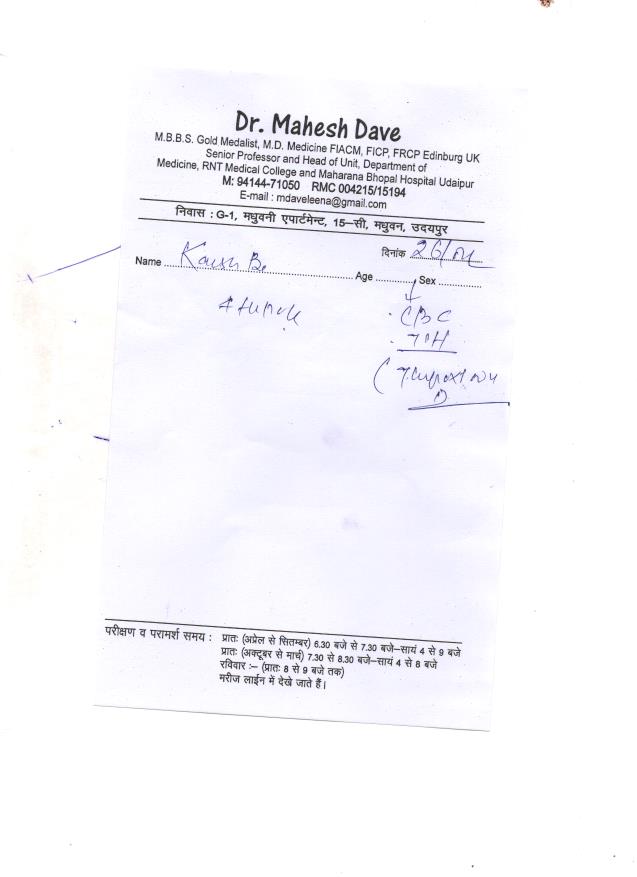 Dr. Mahesh Dave
M.B.B.S. Gold Medalist, M.D. Medicine FIACM, FICP, FRCP Edinburg UK
Senior Professor and Head of Unit, Department of
Medicine, RNT Medical College and Maharana Bhopal Hospital Udaipur
M: 94144-71050 RMC 004215/15194
E-mail : mdaveleena@gmail.com
निवास : G-1, मधुवनी एपार्टमेन्ट, 15–सी, मधुवन, उदयपुर
दिनांक 26/
Name ........ Age ........ Sex ........
CBC
परीक्षण व परामर्श समय : प्रातः (अप्रेल से सितम्बर) 6.30 बजे से 7.30 बजे–सायं 4 से 9 बजे
प्रातः (अक्टूबर से मार्च) 7.30 से 8.30 बजे–सायं 4 से 8 बजे
रविवार :– (प्रातः 8 से 9 बजे तक)
मरीज लाईन में देखे जाते हैं।